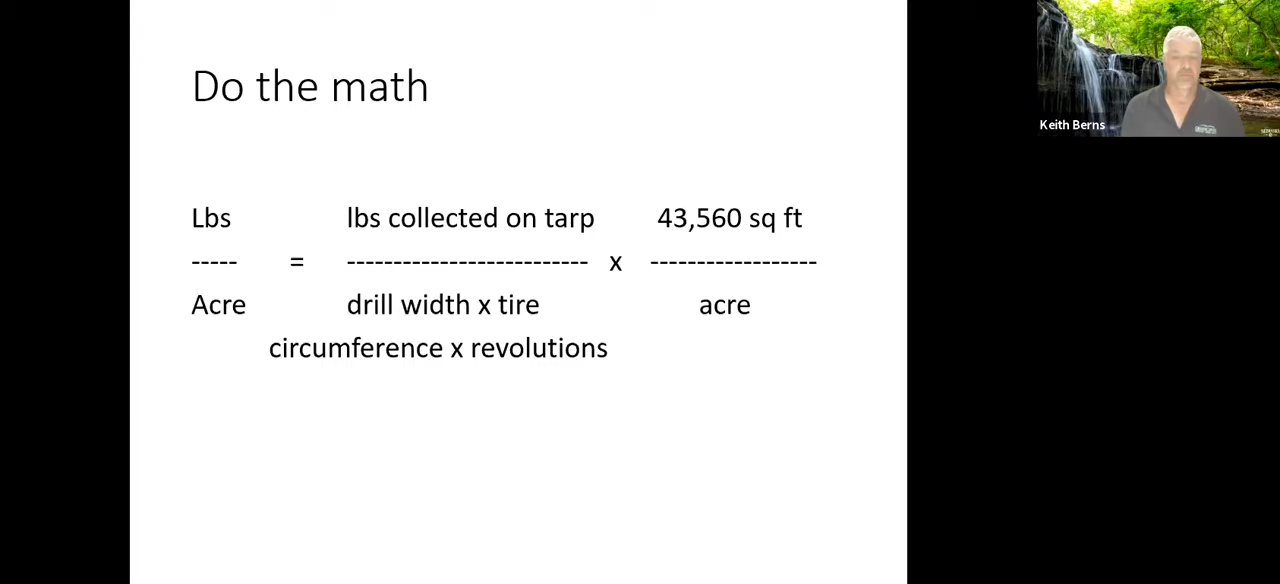 Do the math
Lbs lbs collected on tarp 43,560 sq ft
----- = -------------------------- x ------------------
Acre drill width x tire acre
circumference x revolutions
Keith Berns